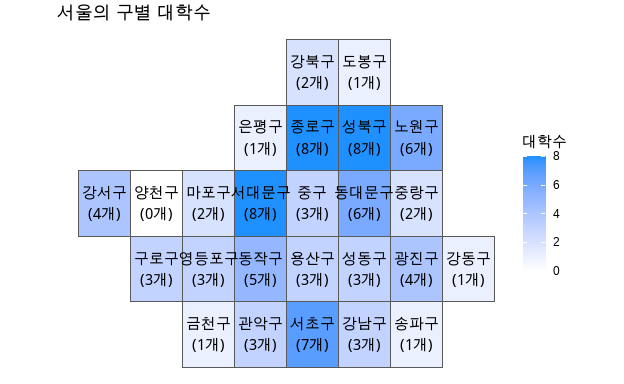 서울의 구별 대학수
강북구 도봉구
(2개) (1개)
은평구 종로구 성북구 노원구
(1개) (8개) (8개) (6개)
강서구 양천구 마포구 서대문구 중구 동대문구 중랑구
(4개) (0개) (2개) (8개) (3개) (6개) (2개)
구로구 영등포구 동작구 용산구 성동구 광진구 강동구
(3개) (3개) (5개) (3개) (3개) (4개) (1개)
금천구 관악구 서초구 강남구 송파구
(1개) (3개) (7개) (3개) (1개)
대학수
8
6
4
2
0